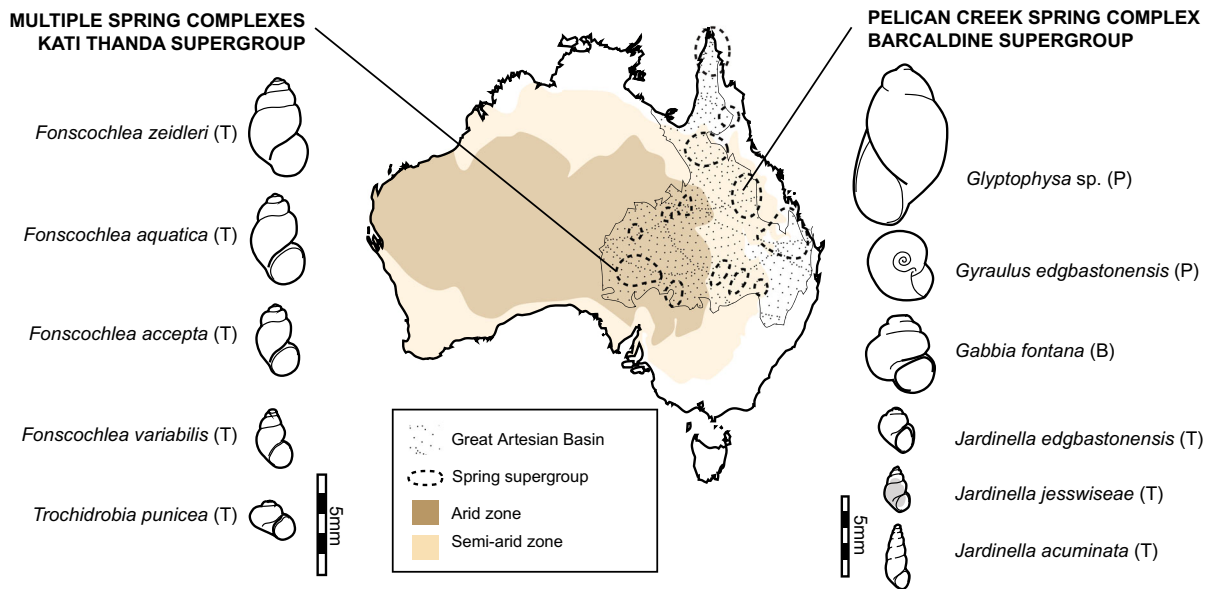 MULTIPLE SPRING COMPLEXES
KATI THANDA SUPERGROUP
Fonscochlea zeidleri (T)
Fonscochlea aquatica (T)
Fonscochlea accepta (T)
Fonscochlea variabilis (T)
Trochidrobia punicea (T)
5mm
Great Artesian Basin
Spring supergroup
Arid zone
Semi-arid zone
PELICAN CREEK SPRING COMPLEX
BARCALDINE SUPERGROUP
Glyptophysa sp. (P)
Gyraulus edgbastonensis (P)
Gabbia fontana (B)
Jardinella edgbastonensis (T)
Jardinella jesswiseae (T)
Jardinella acuminata (T)
5mm